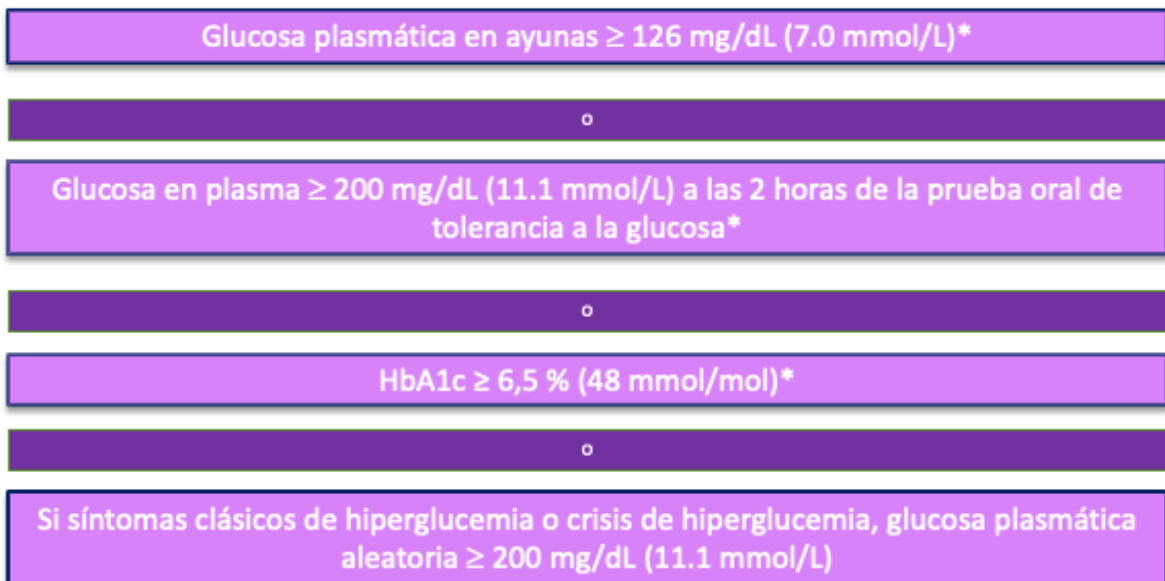 Glucosa plasmática en ayunas ≥ 126 mg/dL (7.0 mmol/L)*
o
Glucosa en plasma ≥ 200 mg/dL (11.1 mmol/L) a las 2 horas de la prueba oral de
tolerancia a la glucosa*
o
HbA1c ≥ 6,5 % (48 mmol/mol)*
o
Si síntomas clásicos de hiperglucemia o crisis de hiperglucemia, glucosa plasmática
aleatoria ≥ 200 mg/dL (11.1 mmol/L)